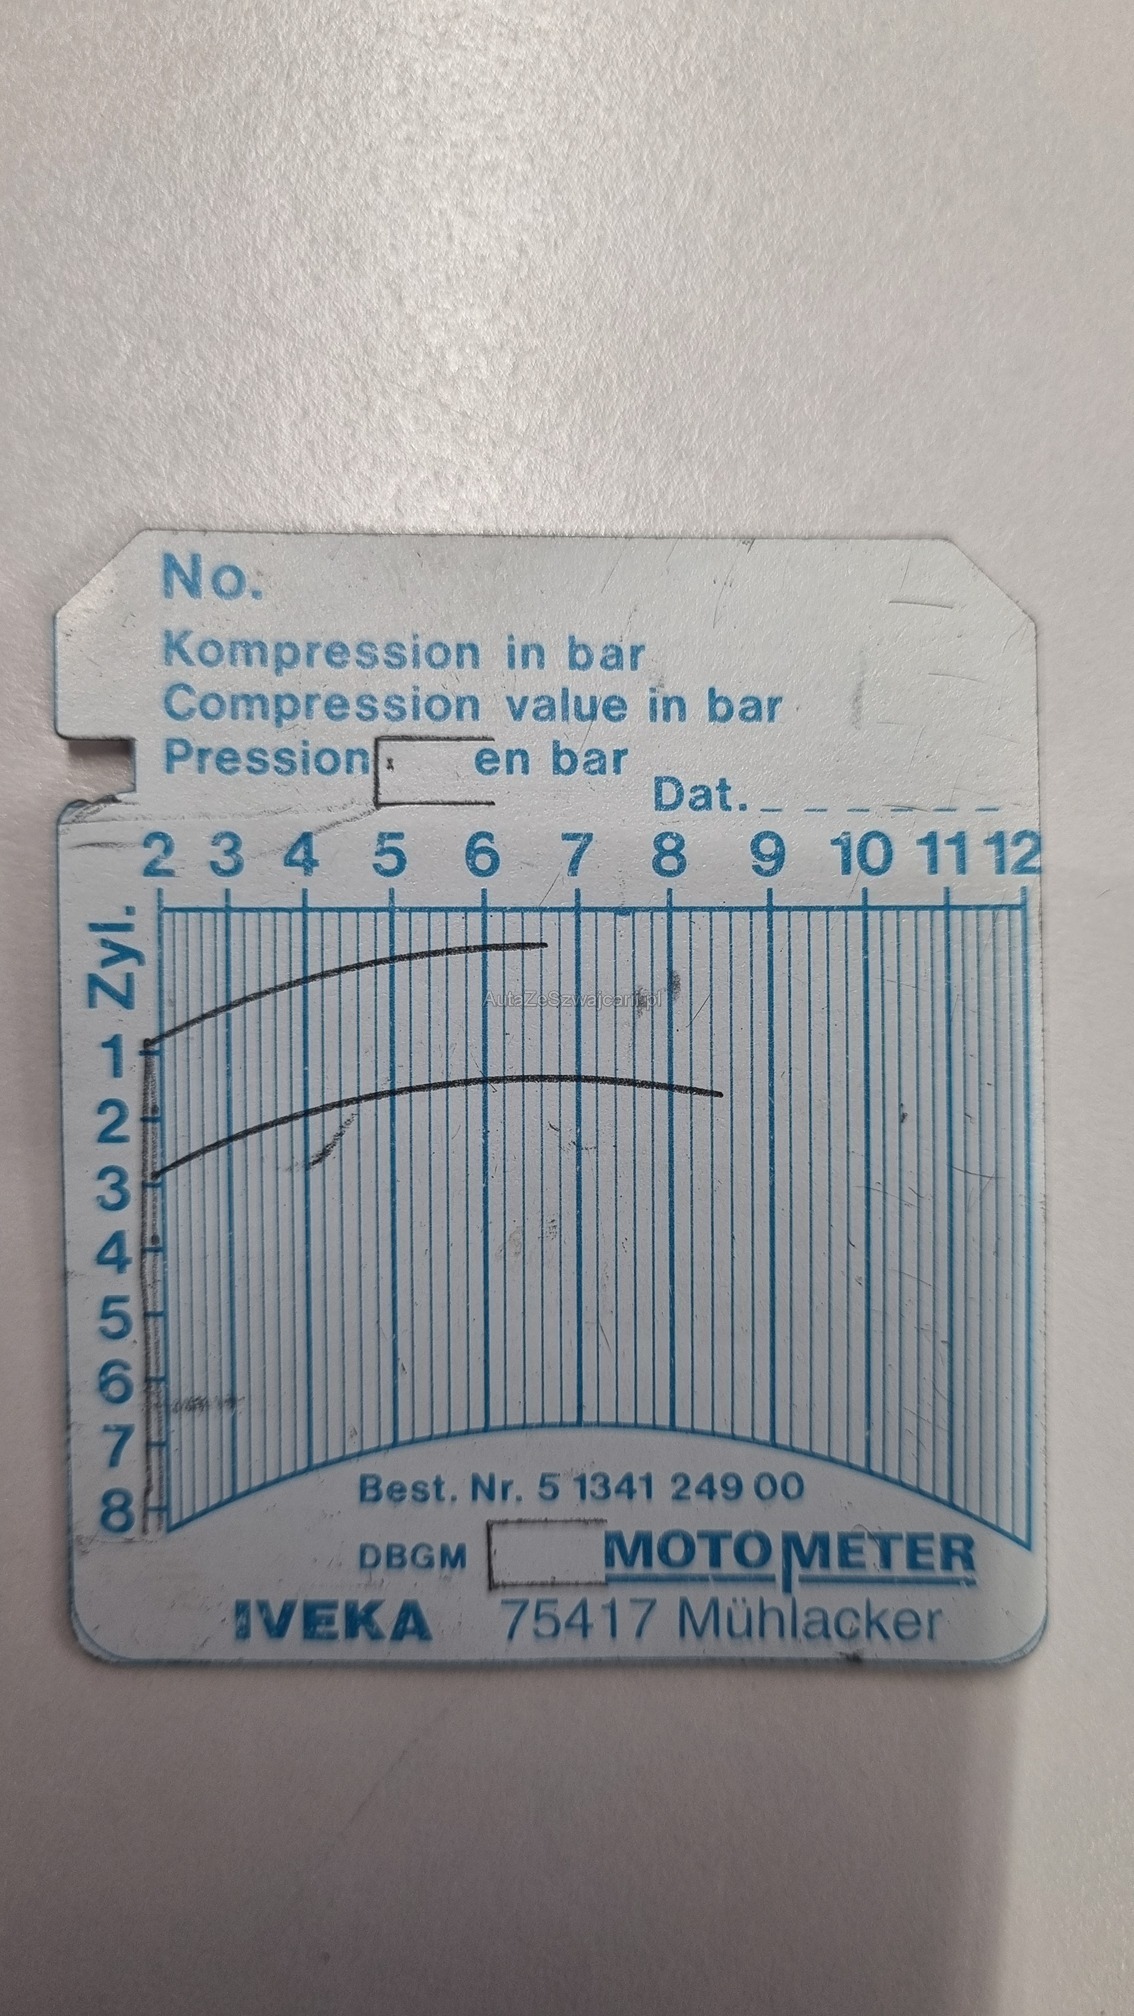 No.
Kompression in bar
Compression value in bar
Pression en bar
Dat.
2 3 4 5 6 7 8 9 10 11 12
Zyl.
1
2
3
4
5
6
7
8
AutaZeSzwajcarii.pl
Best. Nr. 5 1341 249 00
DBGM MOTOMETER
IVEKA 75417 Mühlacker